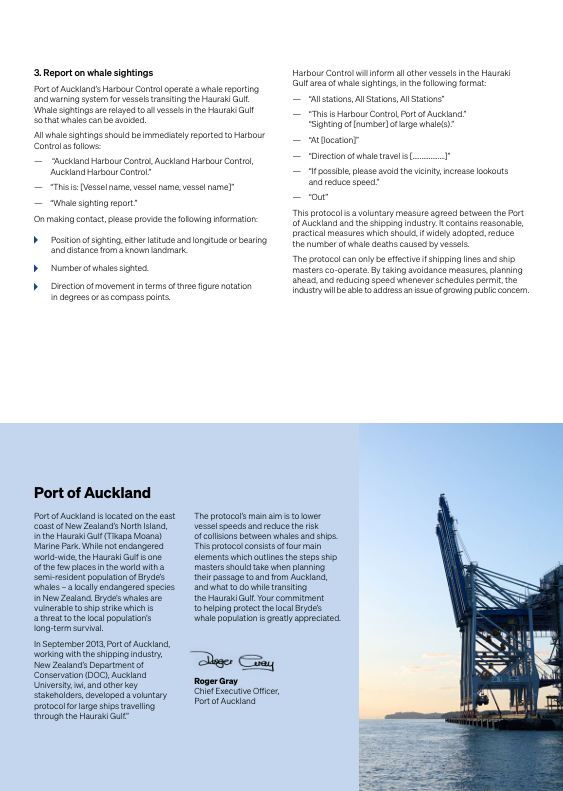 3. Report on whale sightings
Port of Auckland's Harbour Control operate a whale reporting
and warning system for vessels transiting the Hauraki Gulf.
Whale sightings are relayed to all vessels in the Hauraki Gulf
so that whales can be avoided.
All whale sightings should be immediately reported to Harbour
Control as follows:
— "Auckland Harbour Control, Auckland Harbour Control,
Auckland Harbour Control."
— "This is: [Vessel name, vessel name, vessel name]"
— "Whale sighting report."
On making contact, please provide the following information:
Position of sighting, either latitude and longitude or bearing
and distance from a known landmark.
Number of whales sighted.
Direction of movement in terms of three figure notation
in degrees or as compass points.
Harbour Control will inform all other vessels in the Hauraki
Gulf area of whale sightings, in the following format:
— "All stations, All Stations, All Stations"
— "This is Harbour Control, Port of Auckland."
"Sighting of [number] of large whale(s)."
— "At [location]"
— "Direction of whale travel is [...............]"
— "If possible, please avoid the vicinity, increase lookouts
and reduce speed."
— "Out"
This protocol is a voluntary measure agreed between the Port
of Auckland and the shipping industry. It contains reasonable,
practical measures which should, if widely adopted, reduce
the number of whale deaths caused by vessels.
The protocol can only be effective if shipping lines and ship
masters co-operate. By taking avoidance measures, planning
ahead, and reducing speed whenever schedules permit, the
industry will be able to address an issue of growing public concern.
Port of Auckland
Port of Auckland is located on the east
coast of New Zealand's North Island,
in the Hauraki Gulf (Tīkapa Moana)
Marine Park. While not endangered
world-wide, the Hauraki Gulf is one
of the few places in the world with a
semi-resident population of Bryde's
whales – a locally endangered species
in New Zealand. Bryde's whales are
vulnerable to ship strike which is
a threat to the local population's
long-term survival.
In September 2013, Port of Auckland,
working with the shipping industry,
New Zealand's Department of
Conservation (DOC), Auckland
University, iwi, and other key
stakeholders, developed a voluntary
protocol for large ships travelling
through the Hauraki Gulf."
The protocol's main aim is to lower
vessel speeds and reduce the risk
of collisions between whales and ships.
This protocol consists of four main
elements which outlines the steps ship
masters should take when planning
their passage to and from Auckland,
and what to do while transiting
the Hauraki Gulf. Your commitment
to helping protect the local Bryde's
whale population is greatly appreciated.
Roger Gray
Roger Gray
Chief Executive Officer,
Port of Auckland